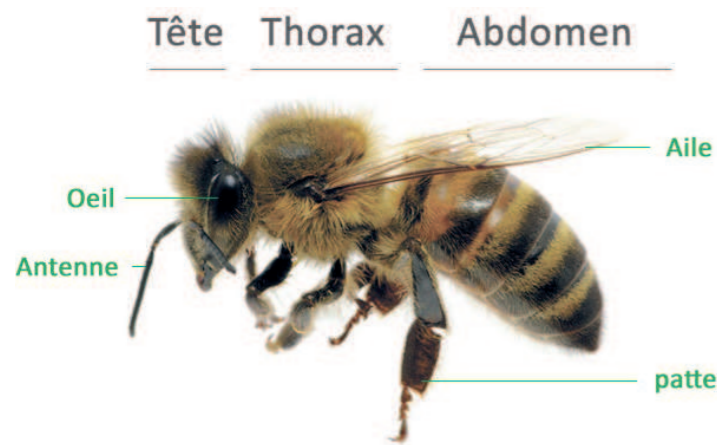 Tête Thorax Abdomen
Aile
Oeil
Antenne
patte